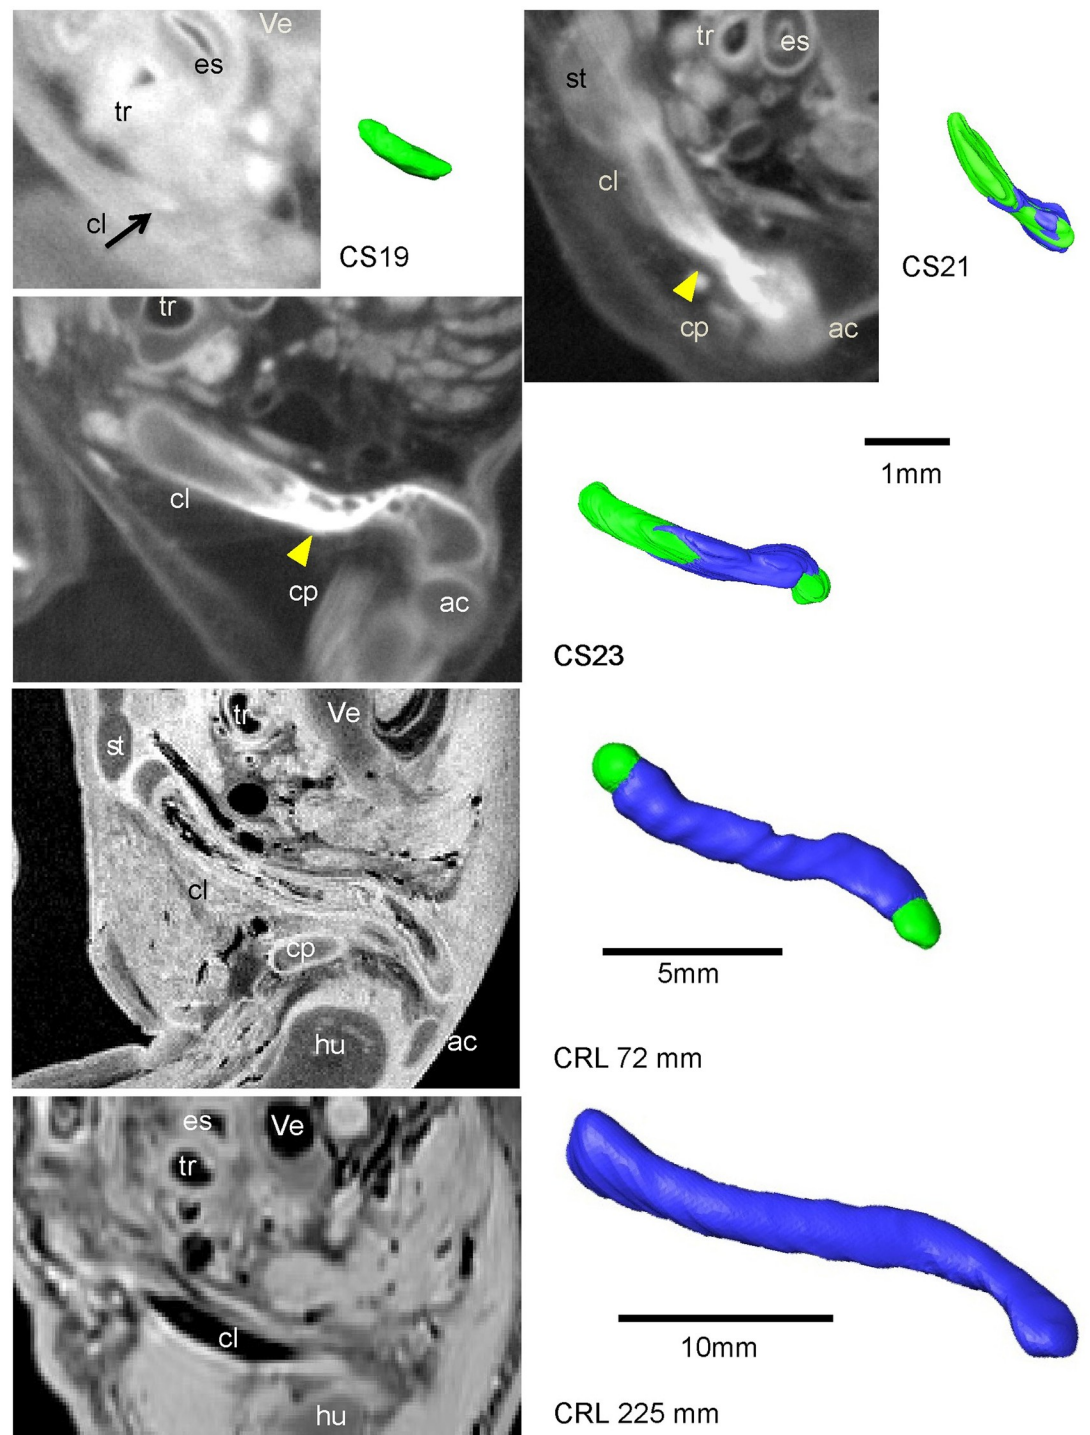 Ve
es
tr
cl
CS19
tr
es
st
cl
cp
ac
CS21
tr
cl
cp
ac
1mm
CS23
tr
Ve
st
cl
cp
hu
ac
5mm
CRL 72 mm
es
Ve
tr
cl
hu
10mm
CRL 225 mm